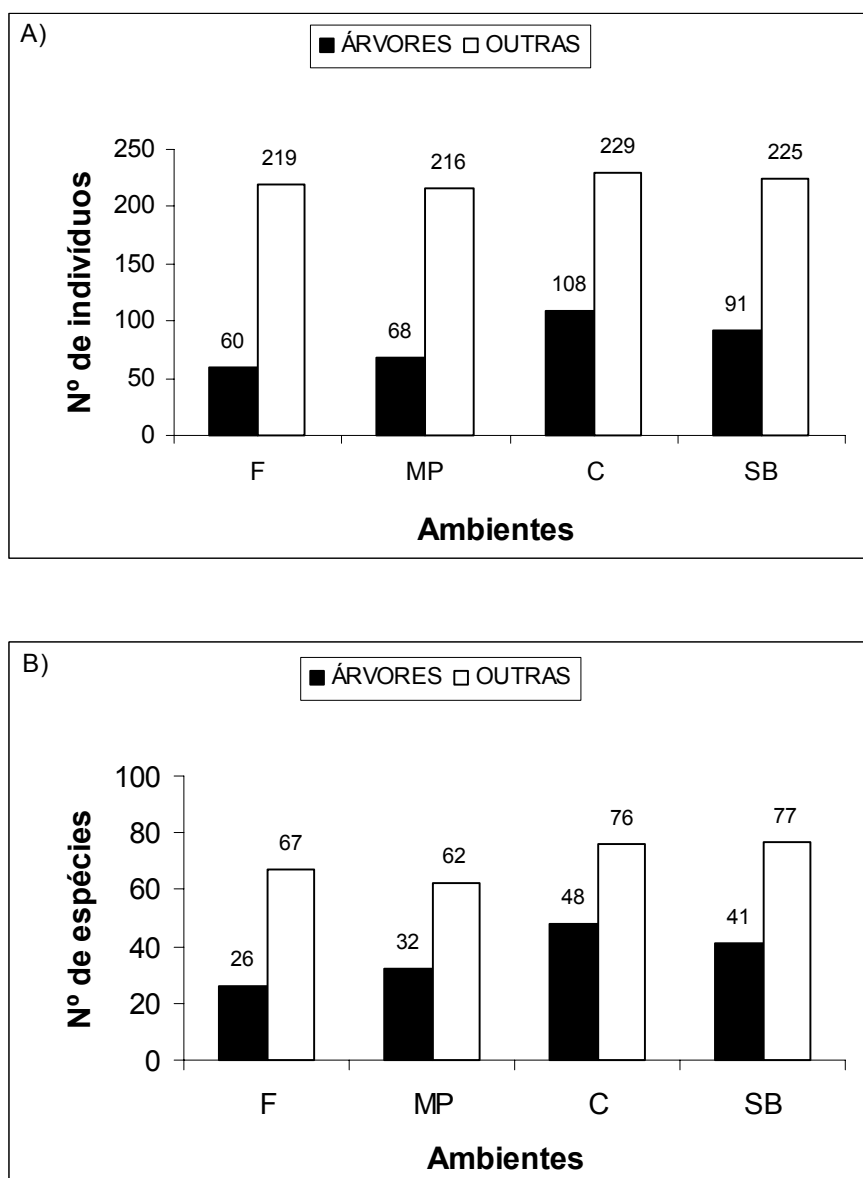 A)
ÁRVORES OUTRAS
Nº de indivíduos
250
200
150
100
50
0
219
216
229
225
60
68
108
91
F MP C SB
Ambientes
B)
ÁRVORES OUTRAS
Nº de espécies
100
80
60
40
20
0
67
62
76
77
26
32
48
41
F MP C SB
Ambientes